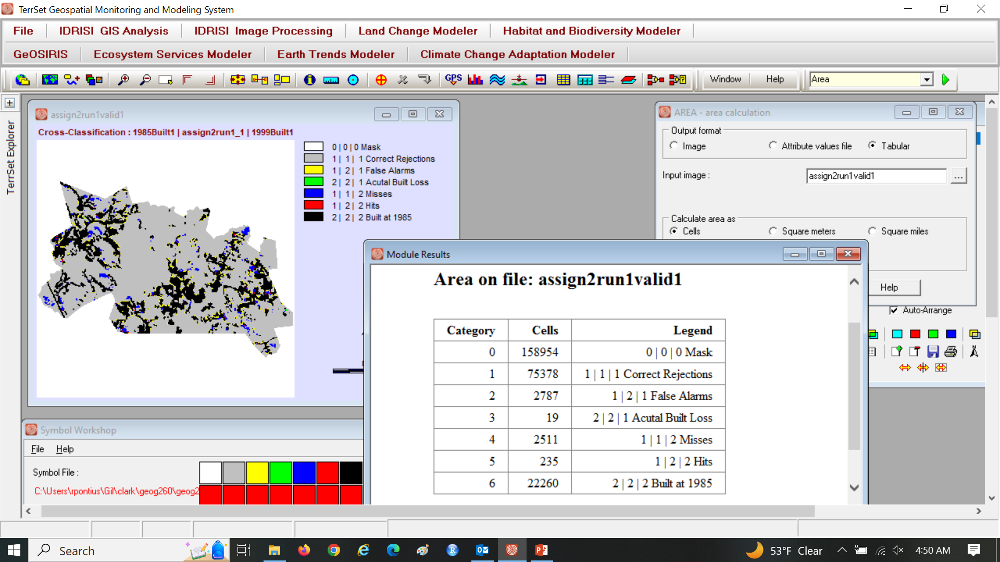 TerrSet Geospatial Monitoring and Modeling System
File IDRISI GIS Analysis IDRISI Image Processing Land Change Modeler Habitat and Biodiversity Modeler
GeOSIRIS Ecosystem Services Modeler Earth Trends Modeler Climate Change Adaptation Modeler
GPS Window Help Area
TerrSet Explorer
assign2run1valid1
Cross-Classification : 1985Built1 | assign2run1_1 | 1999Built1
0 | 0 | 0 Mask
1 | 1 | 1 Correct Rejections
1 | 2 | 1 False Alarms
2 | 2 | 1 Acutal Built Loss
1 | 1 | 2 Misses
1 | 2 | 2 Hits
2 | 2 | 2 Built at 1985
AREA - area calculation
Output format
Image Attribute values file Tabular
Input image : assign2run1valid1 ...
Calculate area as
Cells Square meters Square miles
Help
Auto-Arrange
Module Results
Area on file: assign2run1valid1
Category Cells Legend
0 158954 0 | 0 | 0 Mask
1 75378 1 | 1 | 1 Correct Rejections
2 2787 1 | 2 | 1 False Alarms
3 19 2 | 2 | 1 Acutal Built Loss
4 2511 1 | 1 | 2 Misses
5 235 1 | 2 | 2 Hits
6 22260 2 | 2 | 2 Built at 1985
Symbol Workshop
File Help
Symbol File :
C:\Users\rpontius\Gil\clark\geog260\geog2
Search 53°F Clear 4:50 AM